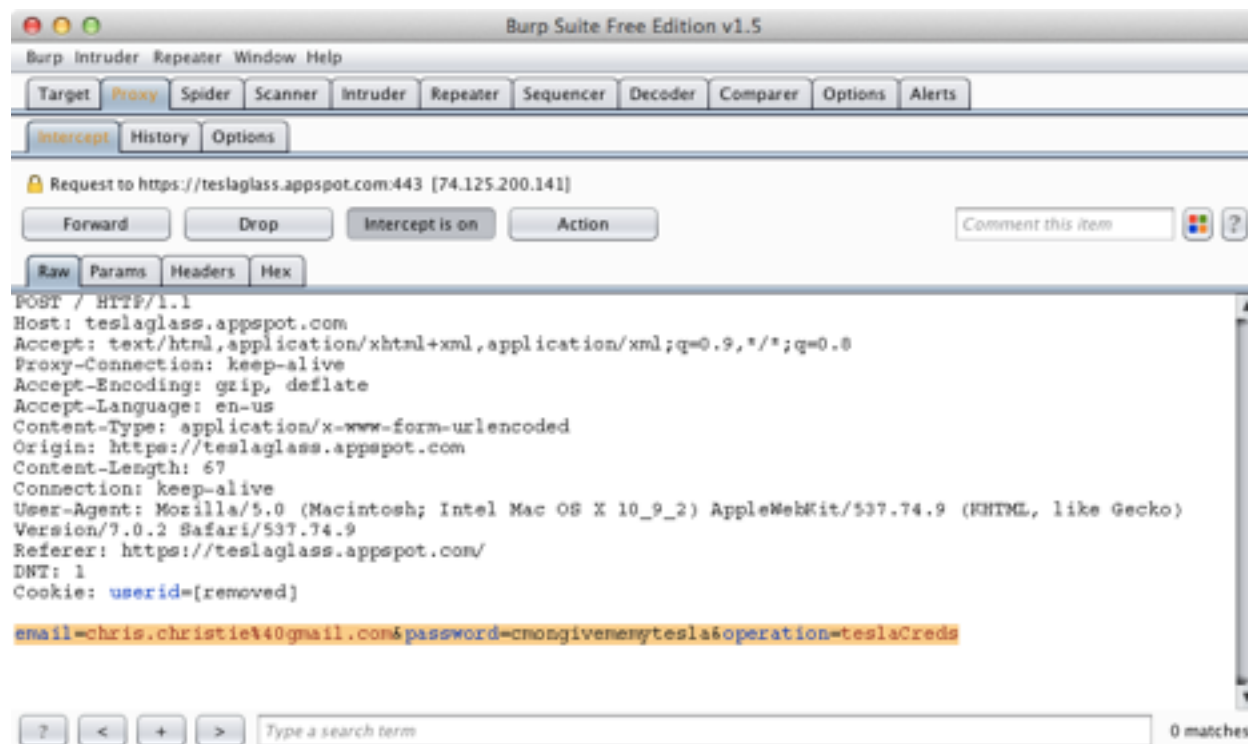 Burp Suite Free Edition v1.5
Burp Intruder Repeater Window Help
Target Proxy Spider Scanner Intruder Repeater Sequencer Decoder Comparer Options Alerts
Intercept History Options
Request to https://teslaglass.appspot.com:443 [74.125.200.141]
Forward Drop Intercept is on Action Comment this item ?
Raw Params Headers Hex
POST / HTTP/1.1
Host: teslaglass.appspot.com
Accept: text/html,application/xhtml+xml,application/xml;q=0.9,*/*;q=0.8
Proxy-Connection: keep-alive
Accept-Encoding: gzip, deflate
Accept-Language: en-us
Content-Type: application/x-www-form-urlencoded
Origin: https://teslaglass.appspot.com
Content-Length: 67
Connection: keep-alive
User-Agent: Mozilla/5.0 (Macintosh; Intel Mac OS X 10_9_2) AppleWebKit/537.74.9 (KHTML, like Gecko)
Version/7.0.2 Safari/537.74.9
Referer: https://teslaglass.appspot.com/
DNT: 1
Cookie: userid=[removed]
email=chris.christie%40gmail.com&password=cmongivememytesla&operation=teslaCreds
? < + > Type a search term 0 matches